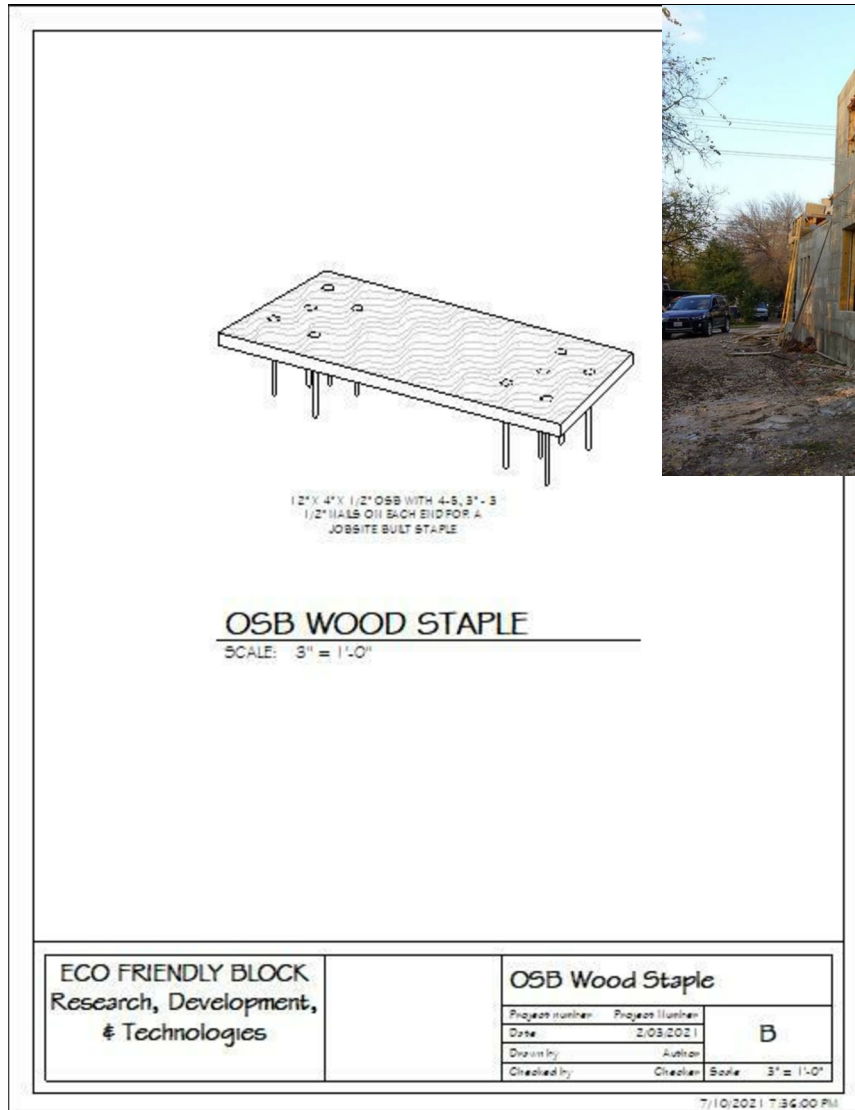 12" X 4" X 1/2" OSB WITH 4-5, 3" - 3
1/2" NAILS ON EACH END FOR A
JOBSITE BUILT STAPLE
OSB WOOD STAPLE
SCALE: 3" = 1'-0"
ECO FRIENDLY BLOCK
Research, Development,
& Technologies
OSB Wood Staple
Project number Project Number
Date 2/03/2021
Drawn by Author
Checked by Checker
B
Scale 3" = 1'-0"
7/10/2021 7:36:00 PM